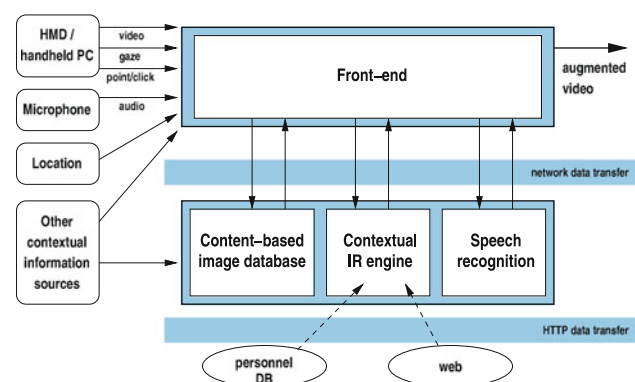 HMD /
handheld PC
video
gaze
point/click
Microphone
audio
Location
Other
contextual
information
sources
Front–end
augmented
video
network data transfer
Content–based
image database
Contextual
IR engine
Speech
recognition
HTTP data transfer
personnel
DB
web